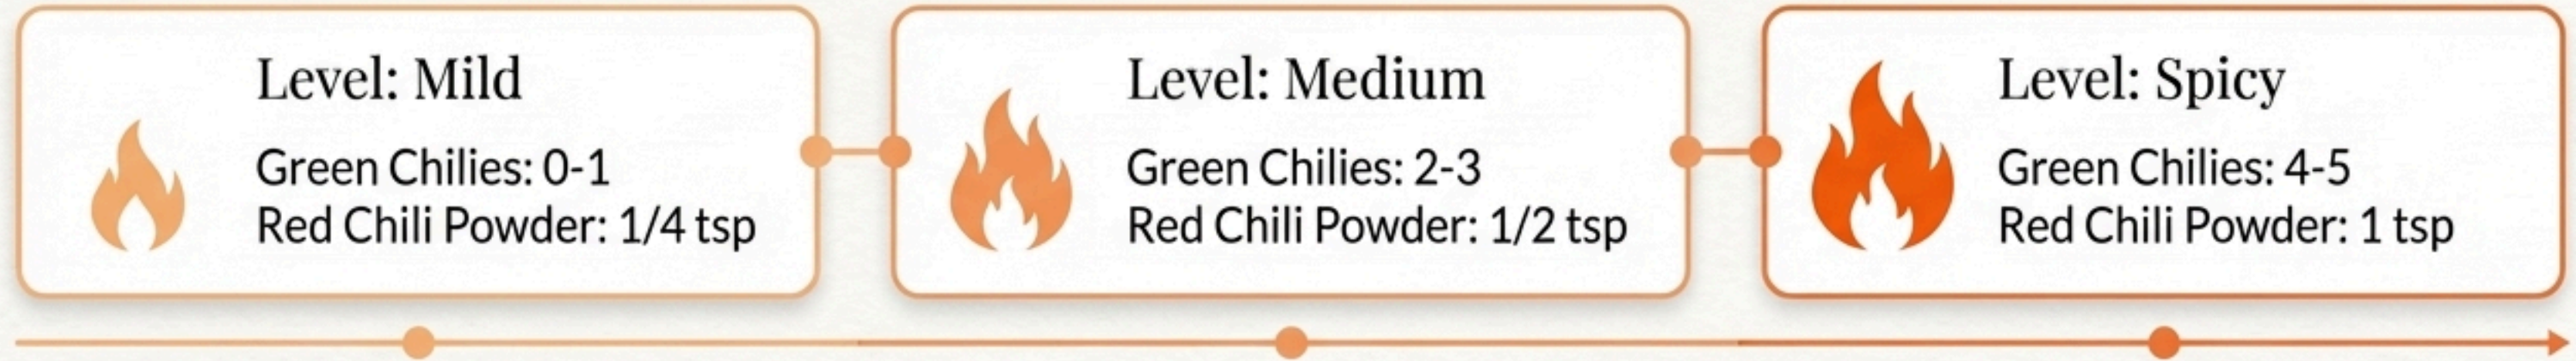 Level: Mild
Green Chilies: 0-1
Red Chili Powder: 1/4 tsp
Level: Medium
Green Chilies: 2-3
Red Chili Powder: 1/2 tsp
Level: Spicy
Green Chilies: 4-5
Red Chili Powder: 1 tsp